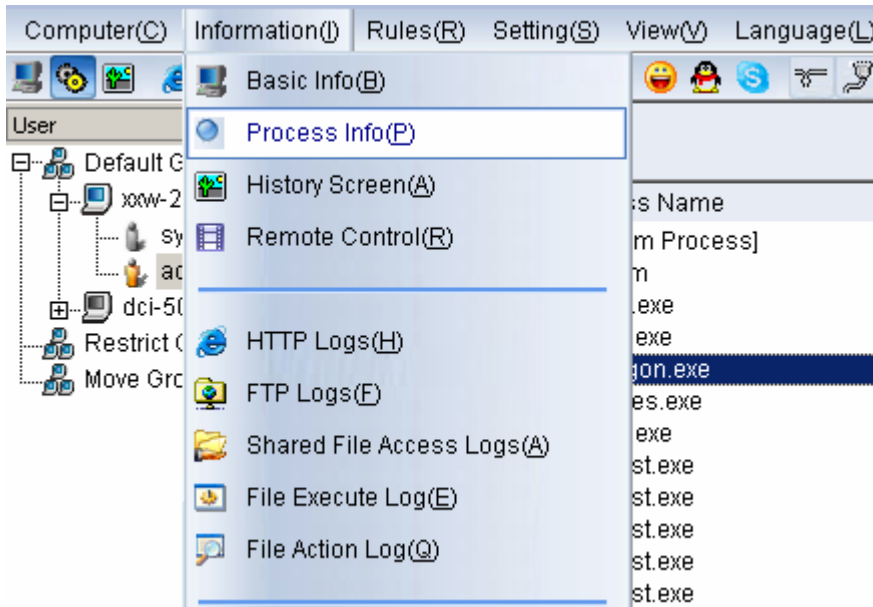 Computer(C) Information(I) Rules(R) Setting(S) View(V) Language(L)
User
Default G
xxw-2
sy
ad
dci-50
Restrict
Move Gro
Basic Info(B)
Process Info(P)
History Screen(A)
Remote Control(R)
HTTP Logs(H)
FTP Logs(F)
Shared File Access Logs(A)
File Execute Log(E)
File Action Log(Q)
ss Name
m Process]
m
.exe
exe
gon.exe
es.exe
exe
st.exe
st.exe
st.exe
st.exe
st.exe